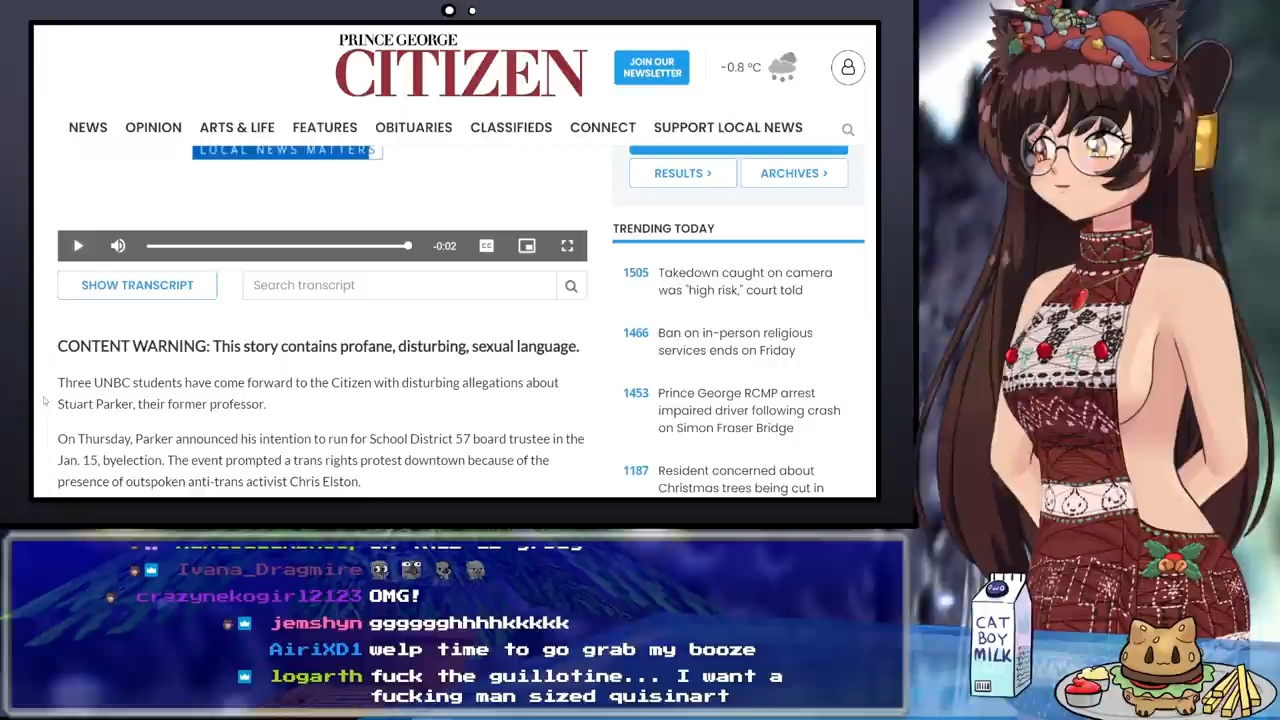 PRINCE GEORGE
CITIZEN
JOIN OUR
NEWSLETTER
-0.8 °C
NEWS OPINION ARTS & LIFE FEATURES OBITUARIES CLASSIFIEDS CONNECT SUPPORT LOCAL NEWS
LOCAL NEWS MATTERS
RESULTS > ARCHIVES >
-0:02
CC
SHOW TRANSCRIPT
Search transcript
CONTENT WARNING: This story contains profane, disturbing, sexual language.
Three UNBC students have come forward to the Citizen with disturbing allegations about
Stuart Parker, their former professor.
On Thursday, Parker announced his intention to run for School District 57 board trustee in the
Jan. 15, byelection. The event prompted a trans rights protest downtown because of the
presence of outspoken anti-trans activist Chris Elston.
TRENDING TODAY
1505 Takedown caught on camera
was "high risk," court told
1466 Ban on in-person religious
services ends on Friday
1453 Prince George RCMP arrest
impaired driver following crash
on Simon Fraser Bridge
1187 Resident concerned about
Christmas trees being cut in
Ivana_Dragmire
crazynekogirl2123 OMG!
jemshyn ggggggghhhhkkkkk
AiriXD1 welp time to go grab my booze
logarth fuck the guillotine... I want a
fucking man sized quisinart
CAT
BOY
MILK